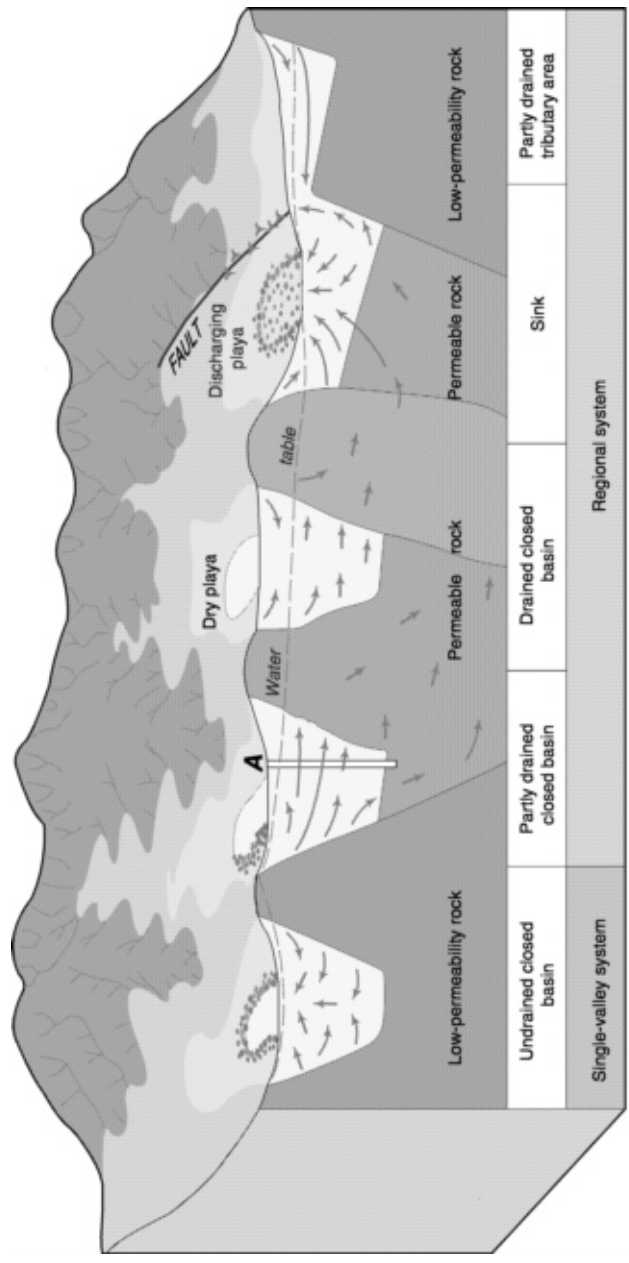 FAULT
Discharging
playa
Dry playa
A
Water
table
Low-permeability rock
Permeable rock
Permeable rock
Low-permeability rock
Undrained closed
basin
Partly drained
closed basin
Drained closed
basin
Sink
Partly drained
tributary area
Single-valley system
Regional system